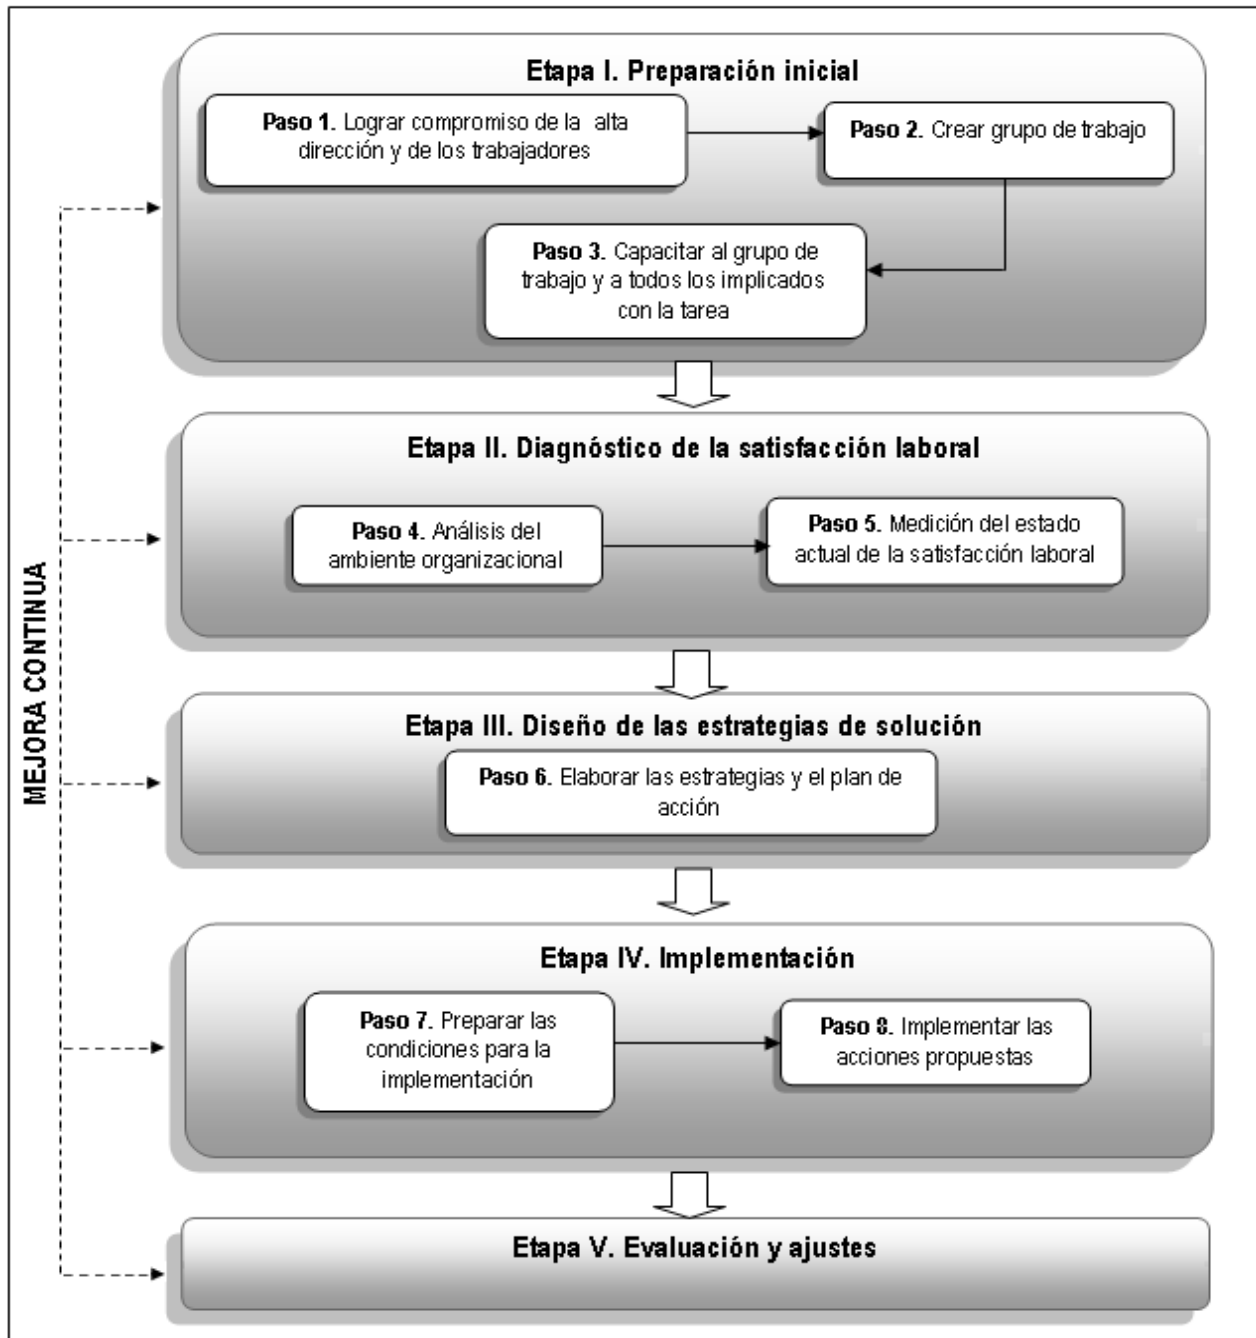 Etapa I. Preparación inicial
Paso 1. Lograr compromiso de la alta
dirección y de los trabajadores
Paso 2. Crear grupo de trabajo
Paso 3. Capacitar al grupo de
trabajo y a todos los implicados
con la tarea
Etapa II. Diagnóstico de la satisfacción laboral
Paso 4. Análisis del
ambiente organizacional
Paso 5. Medición del estado
actual de la satisfacción laboral
MEJORA CONTINUA
Etapa III. Diseño de las estrategias de solución
Paso 6. Elaborar las estrategias y el plan de
acción
Etapa IV. Implementación
Paso 7. Preparar las
condiciones para la
implementación
Paso 8. Implementar las
acciones propuestas
Etapa V. Evaluación y ajustes